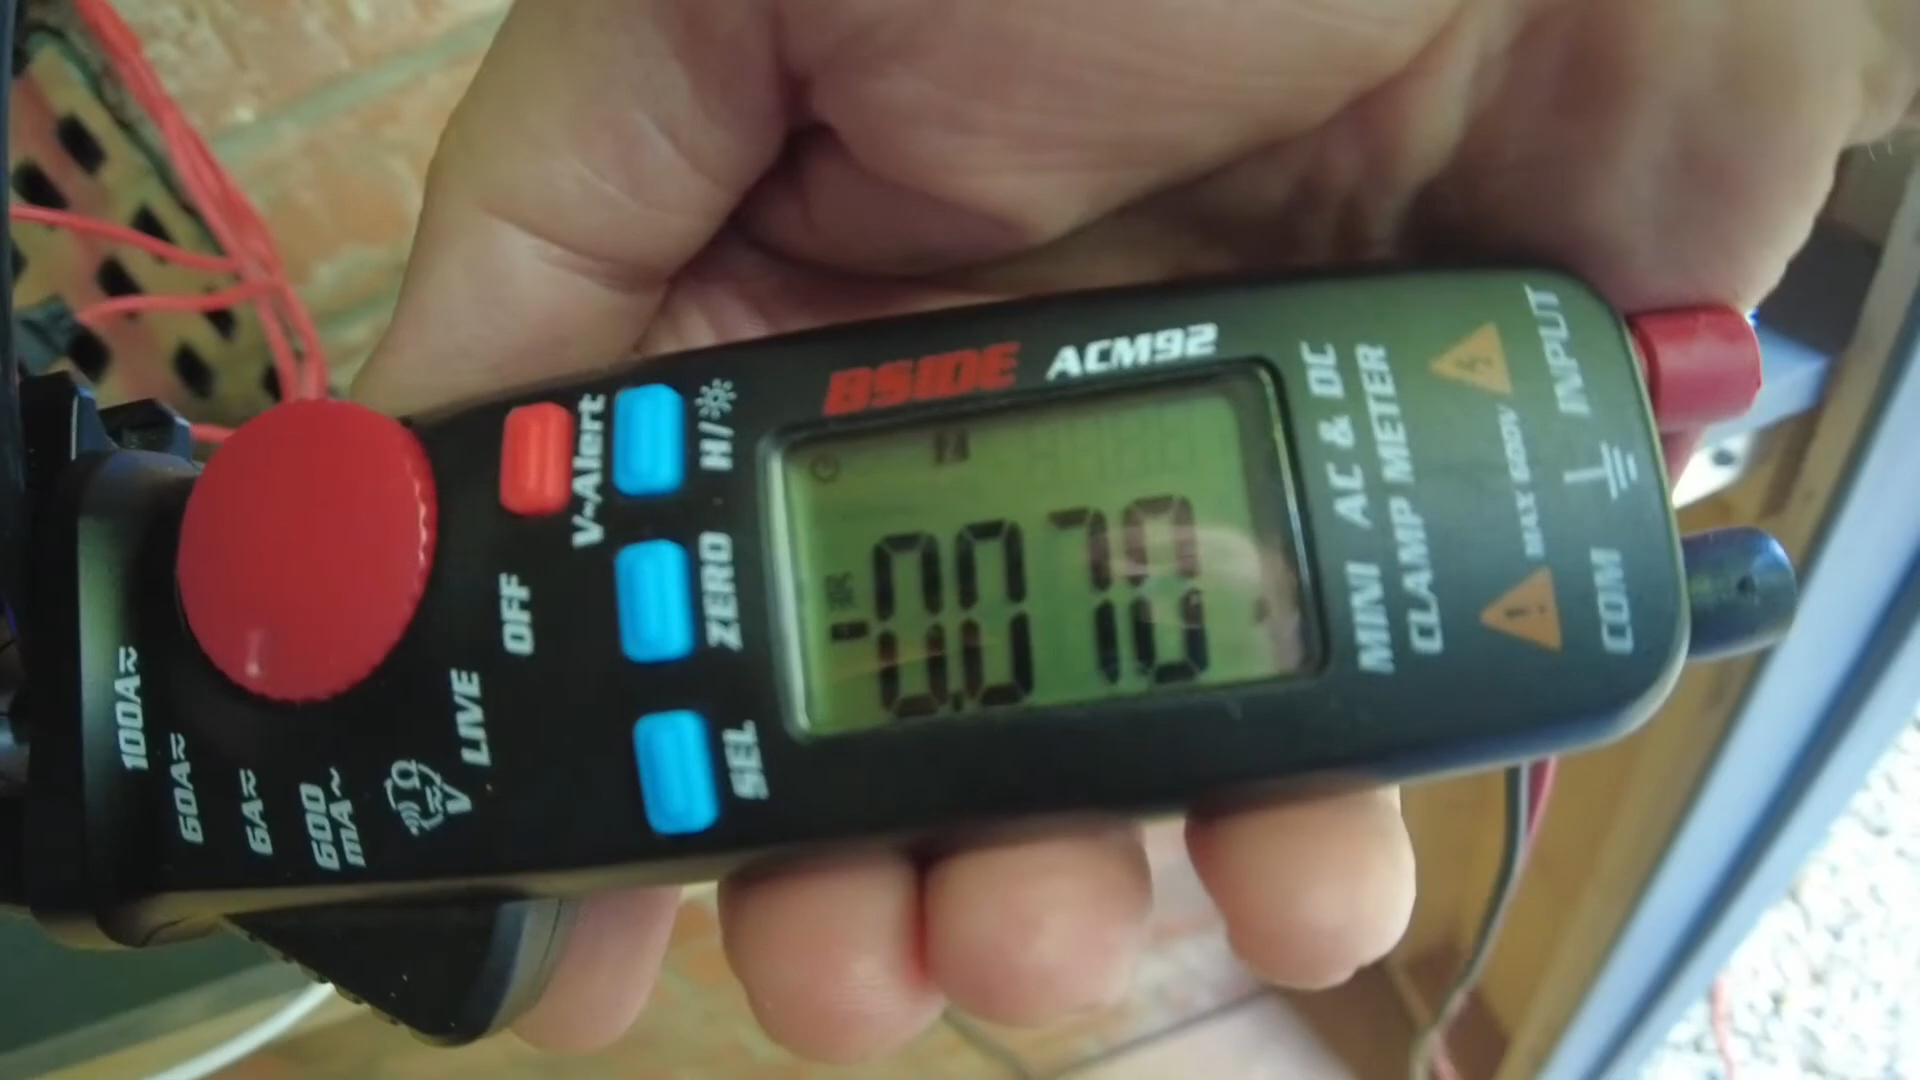 BSIDE ACM92
-0.078
V-Alert
H/
ZERO
SEL
OFF
LIVE
V≂
Ω
600
mA~
6A≂
60A≂
100A≂
MINI AC & DC
CLAMP METER
MAX 600V
COM
INPUT